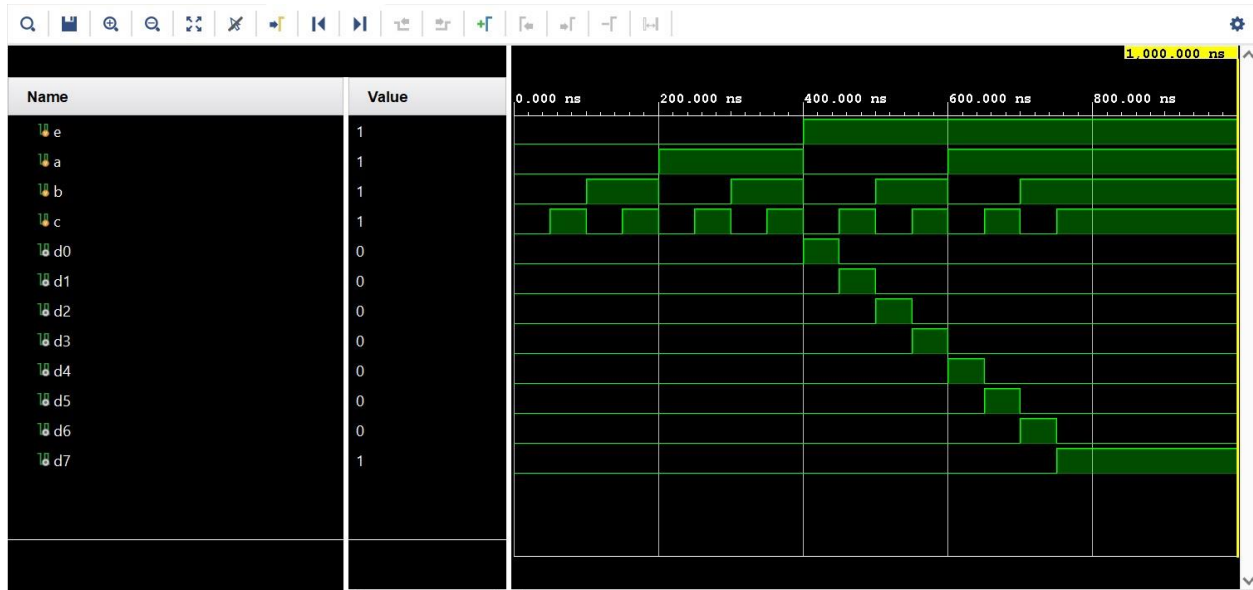 1,000.000 ns
Name Value
0.000 ns 200.000 ns 400.000 ns 600.000 ns 800.000 ns
e 1
a 1
b 1
c 1
d0 0
d1 0
d2 0
d3 0
d4 0
d5 0
d6 0
d7 1